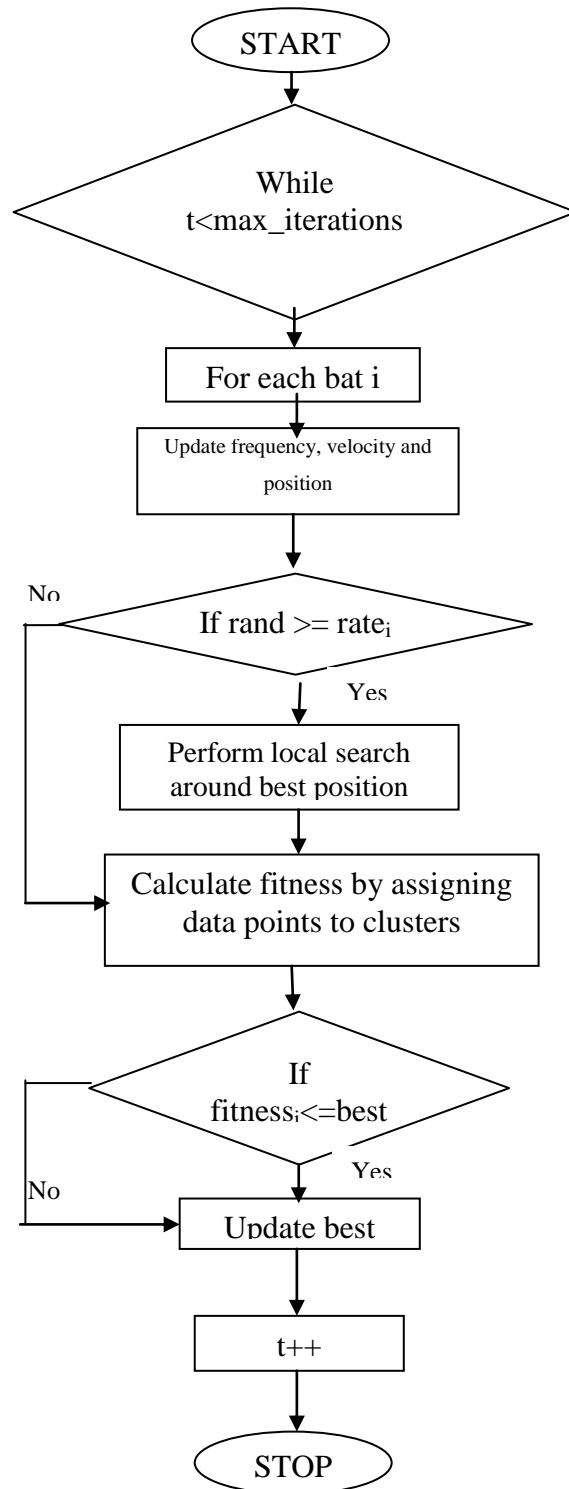 START
While
t<max_iterations
For each bat i
Update frequency, velocity and
position
No
If rand >= rateᵢ
Yes
Perform local search
around best position
Calculate fitness by assigning
data points to clusters
If
fitnessᵢ<=best
Yes
No
Update best
t++
STOP